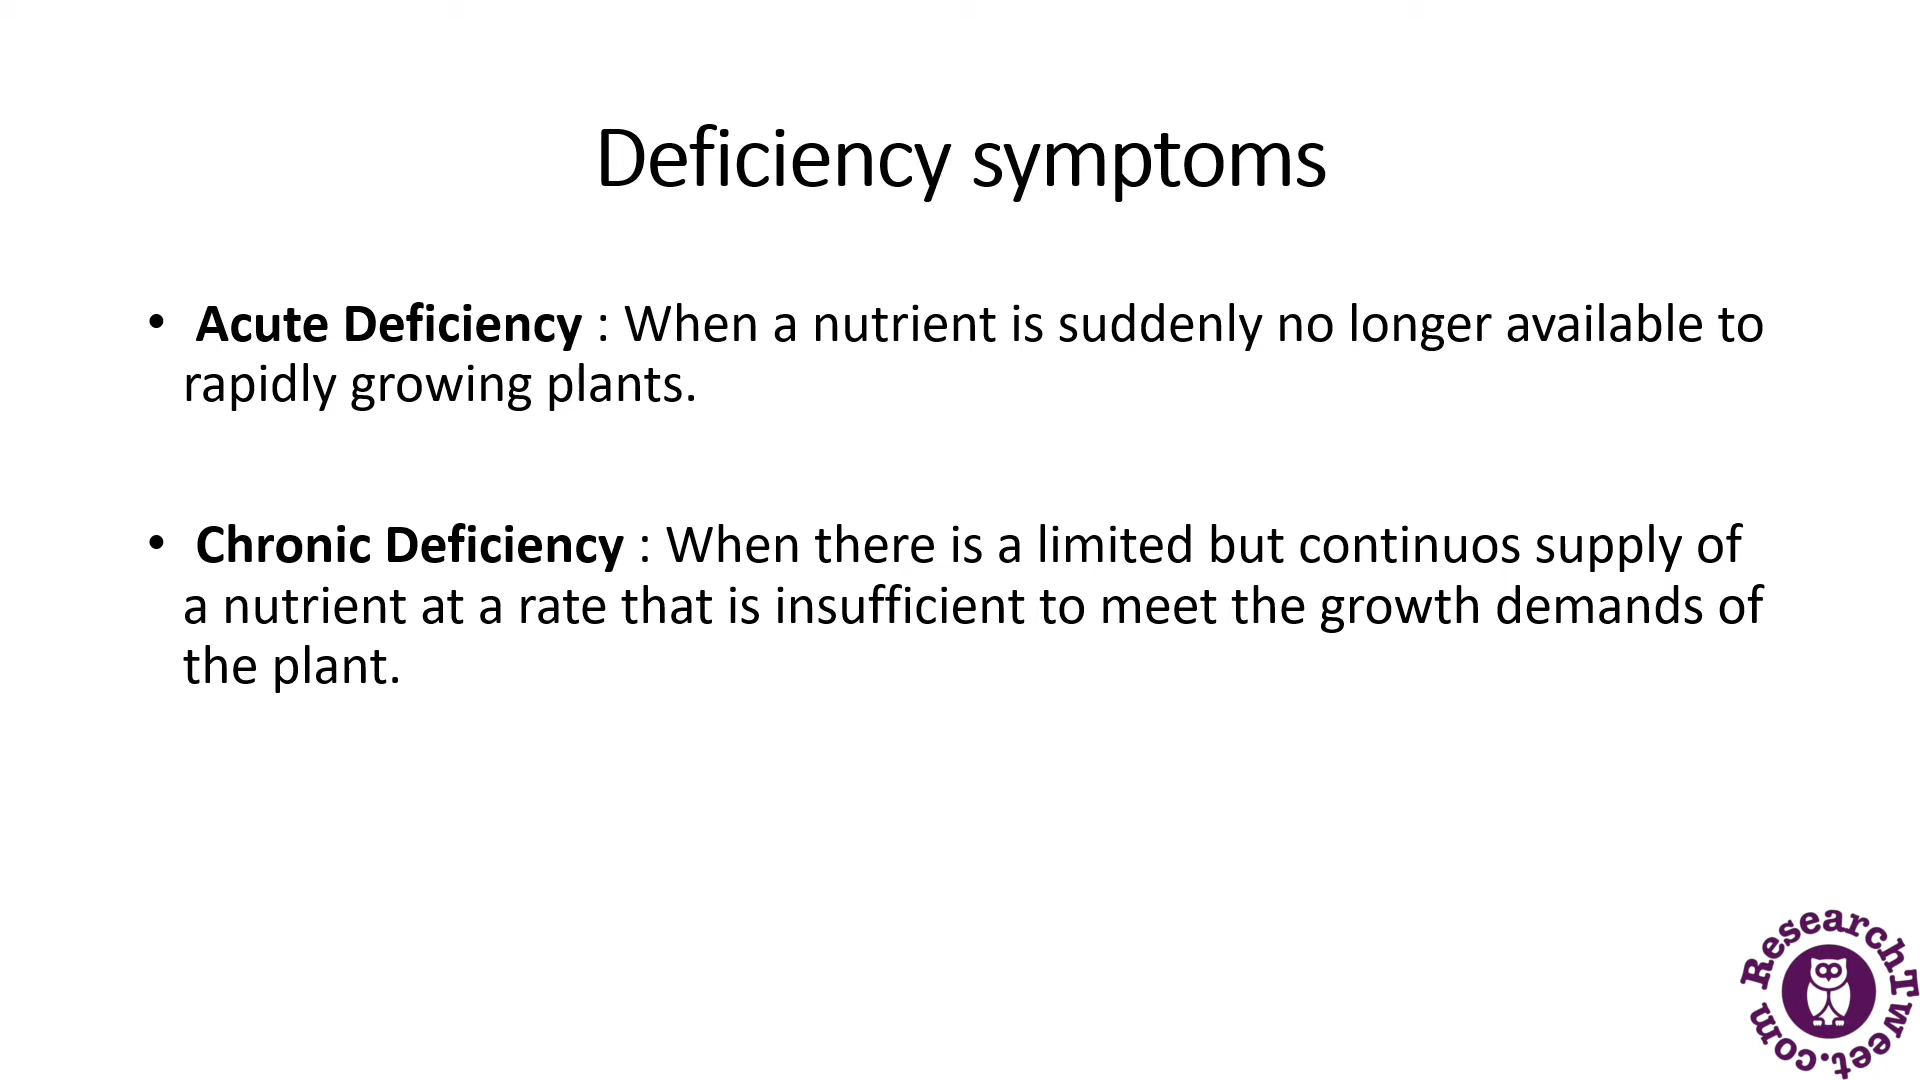 Deficiency symptoms
• Acute Deficiency : When a nutrient is suddenly no longer available to
rapidly growing plants.
• Chronic Deficiency : When there is a limited but continuos supply of
a nutrient at a rate that is insufficient to meet the growth demands of
the plant.
ResearchTweet.com